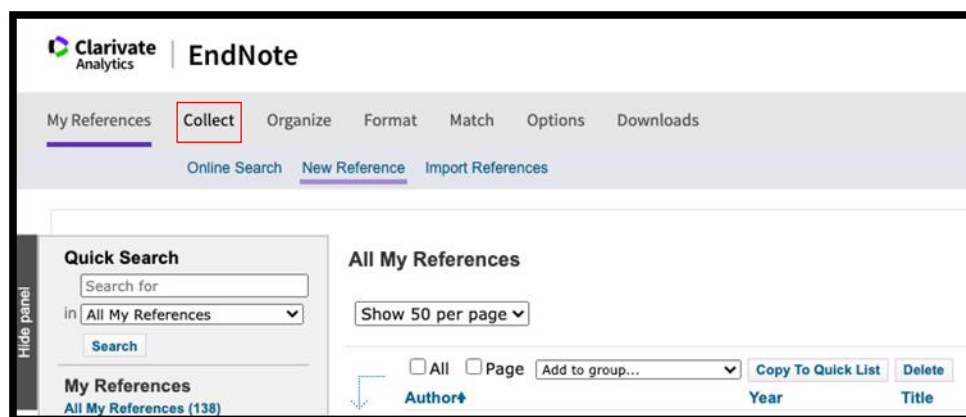 Clarivate
Analytics
EndNote
My References Collect Organize Format Match Options Downloads
Online Search New Reference Import References
Hide panel
Quick Search
Search for
in All My References
Search
My References
All My References (138)
All My References
Show 50 per page
All Page Add to group... Copy To Quick List Delete
Author Year Title